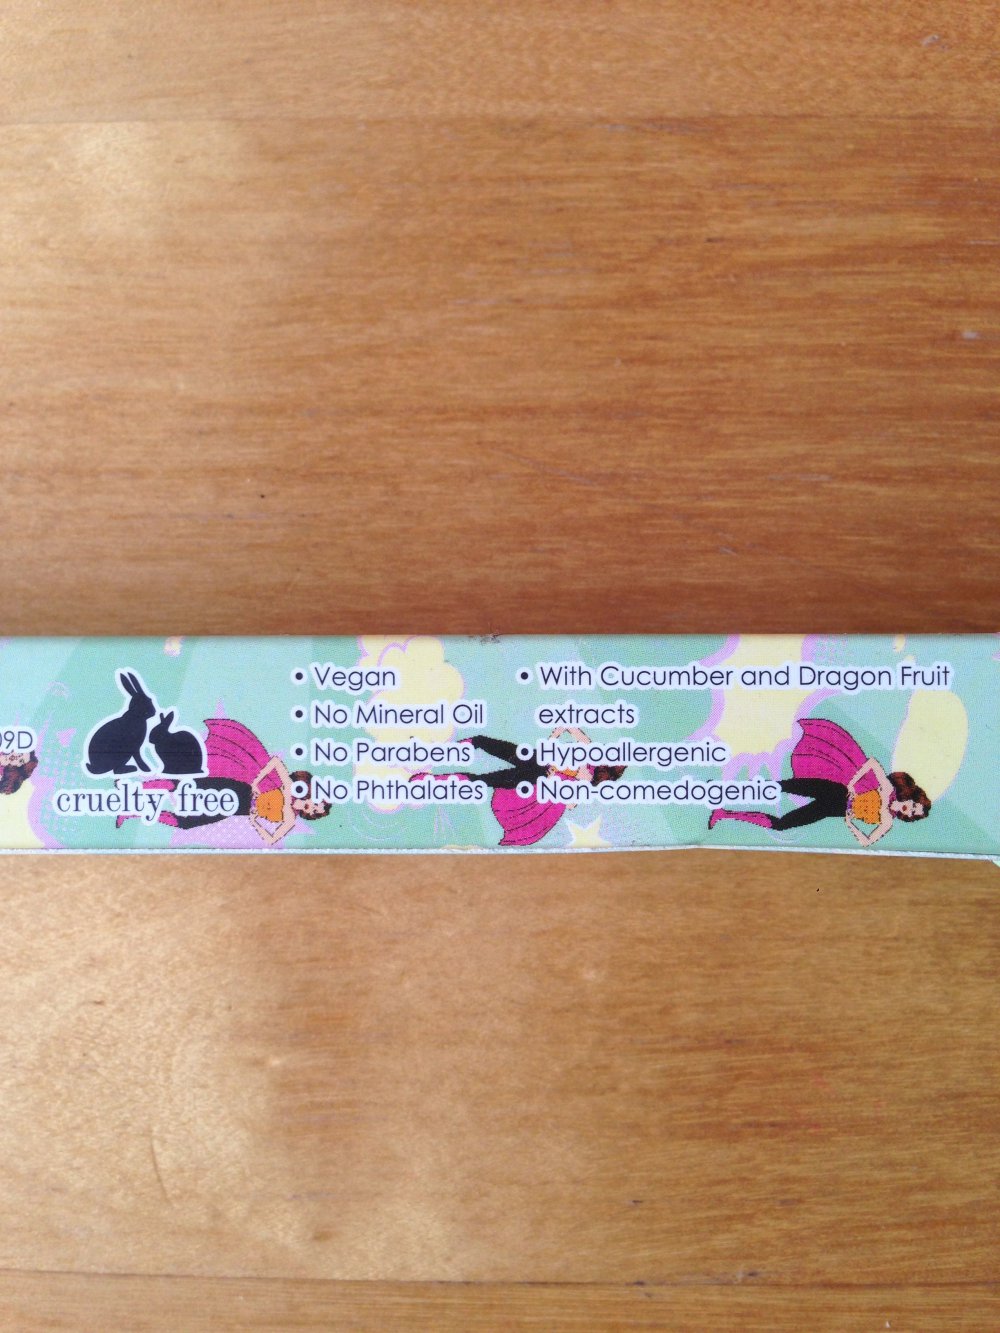 09D
cruelty free
• Vegan
• No Mineral Oil
• No Parabens
• No Phthalates
• With Cucumber and Dragon Fruit
extracts
• Hypoallergenic
• Non-comedogenic